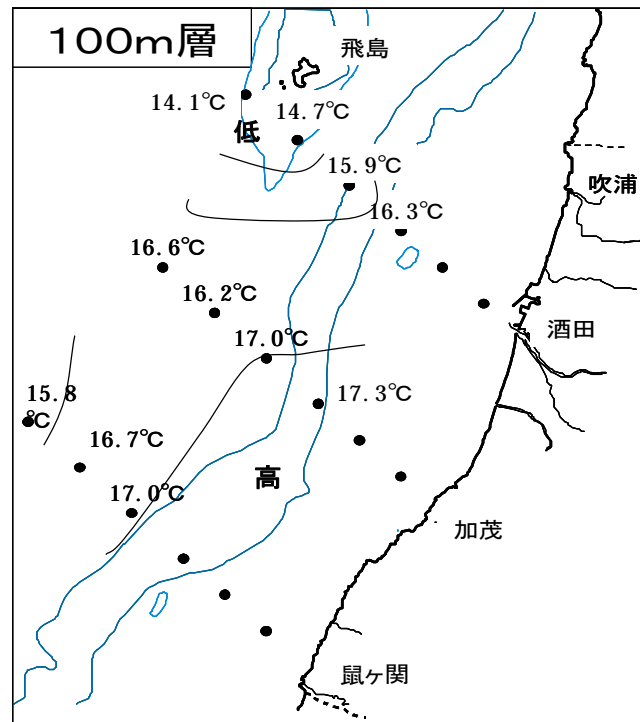 100m層
飛島
14.1℃
14.7℃
低
15.9℃
吹浦
16.3℃
16.6℃
16.2℃
酒田
17.0℃
15.8
℃
17.3℃
16.7℃
高
17.0℃
加茂
鼠ヶ関